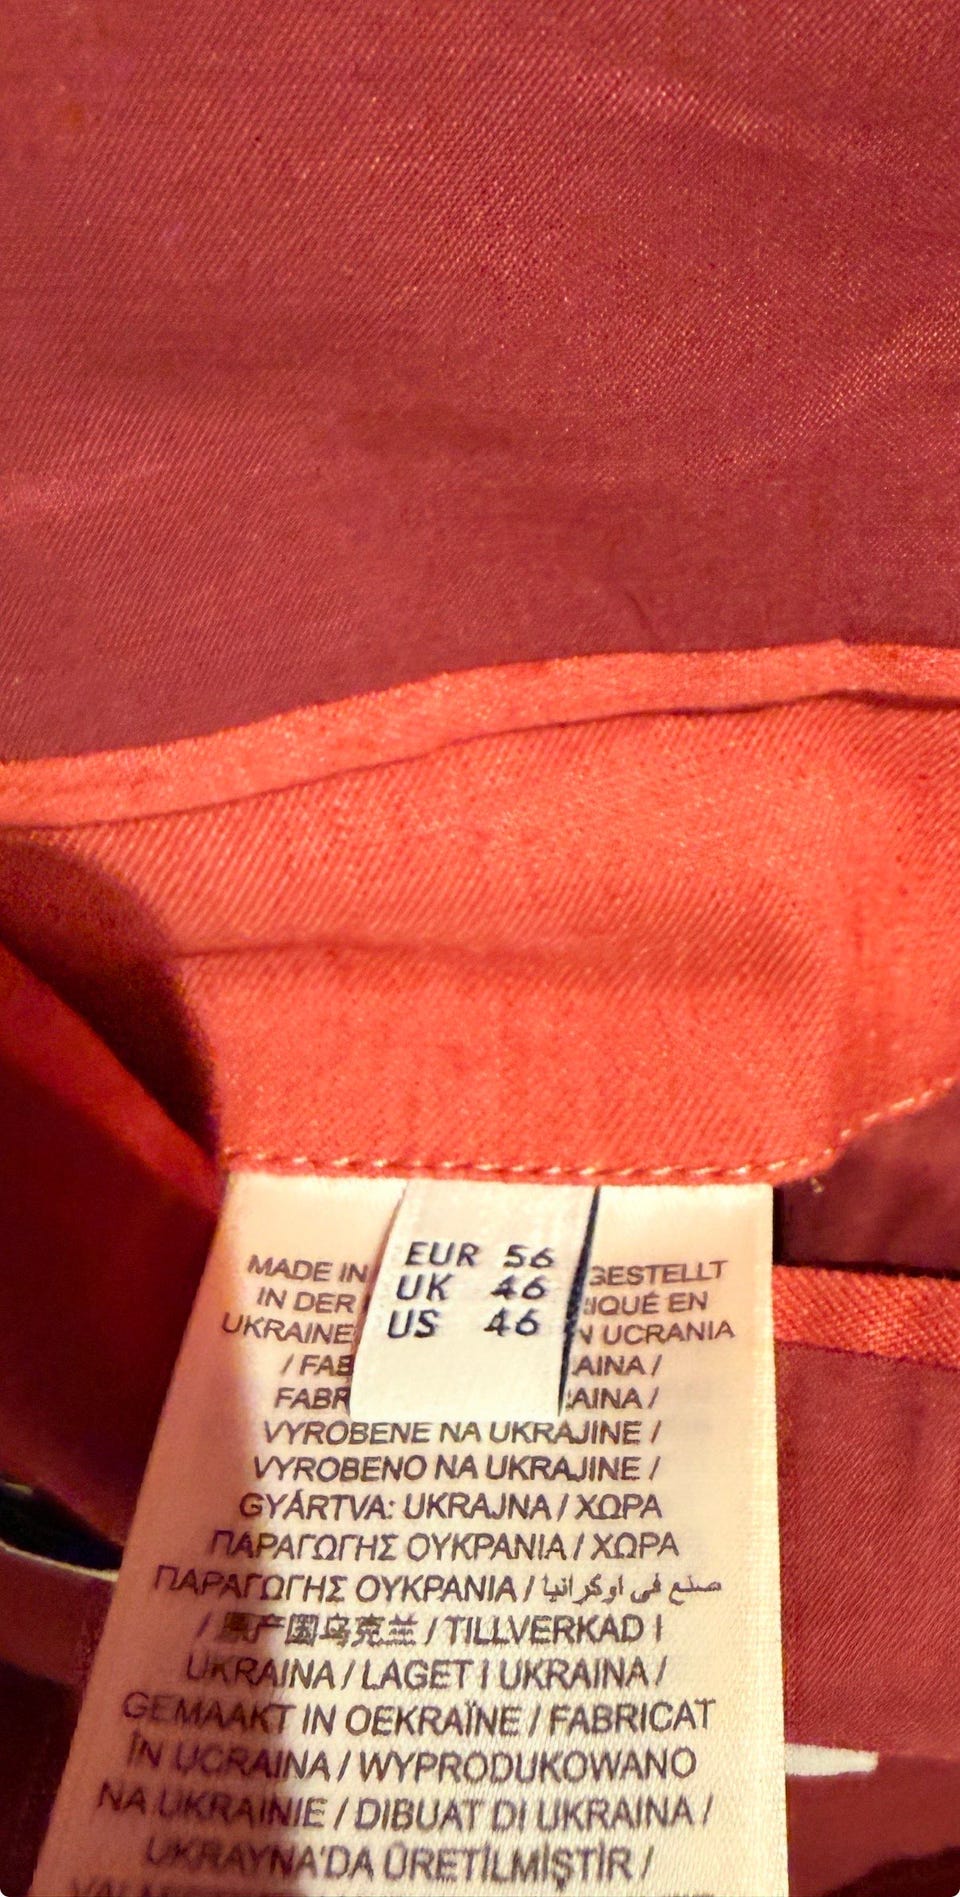 EUR 56
UK 46
US 46
MADE IN GESTELLT
IN DER IQUÉ EN
UKRAINE N UCRANIA
/ FAB AINA /
FABR AINA /
VYROBENE NA UKRAJINE /
VYROBENO NA UKRAJINE /
GYÁRTVA: UKRAJNA / ΧΩΡΑ
ΠΑΡΑΓΩΓΗΣ ΟΥΚΡΑΝΙΑ / ΧΩΡΑ
ΠΑΡΑΓΩΓΗΣ ΟΥΚΡΑΝΙΑ / صنع في اوكرانيا
/ 原产国乌克兰 / TILLVERKAD I
UKRAINA / LAGET I UKRAINA /
GEMAAKT IN OEKRAÏNE / FABRICAT
ÎN UCRAINA / WYPRODUKOWANO
NA UKRAINIE / DIBUAT DI UKRAINA /
UKRAYNA'DA ÜRETİLMİŞTİR /